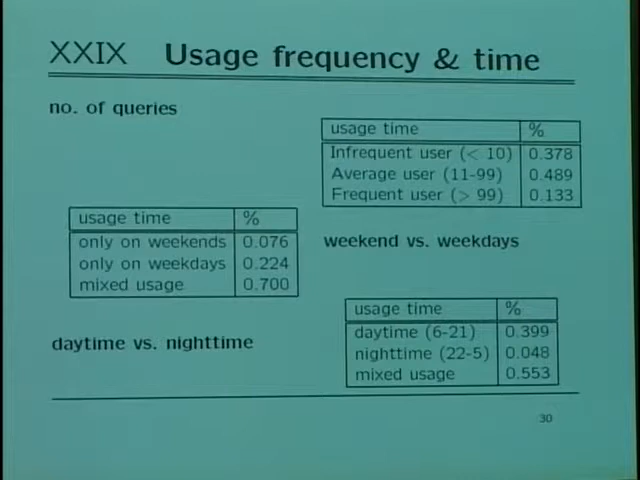 XXIX Usage frequency & time
no. of queries
usage time %
Infrequent user (< 10) 0.378
Average user (11-99) 0.489
Frequent user (> 99) 0.133
usage time %
only on weekends 0.076
only on weekdays 0.224
mixed usage 0.700
weekend vs. weekdays
usage time %
daytime (6-21) 0.399
nighttime (22-5) 0.048
mixed usage 0.553
daytime vs. nighttime
30